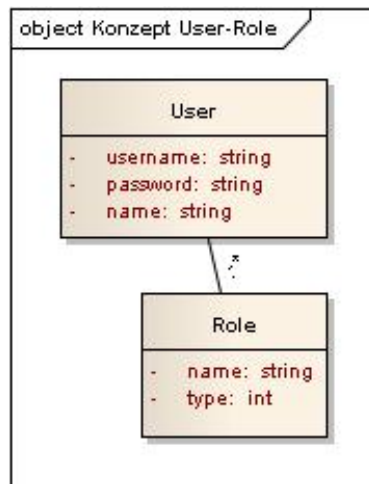 object Konzept User-Role
User
- username: string
- password: string
- name: string
Role
- name: string
- type: int